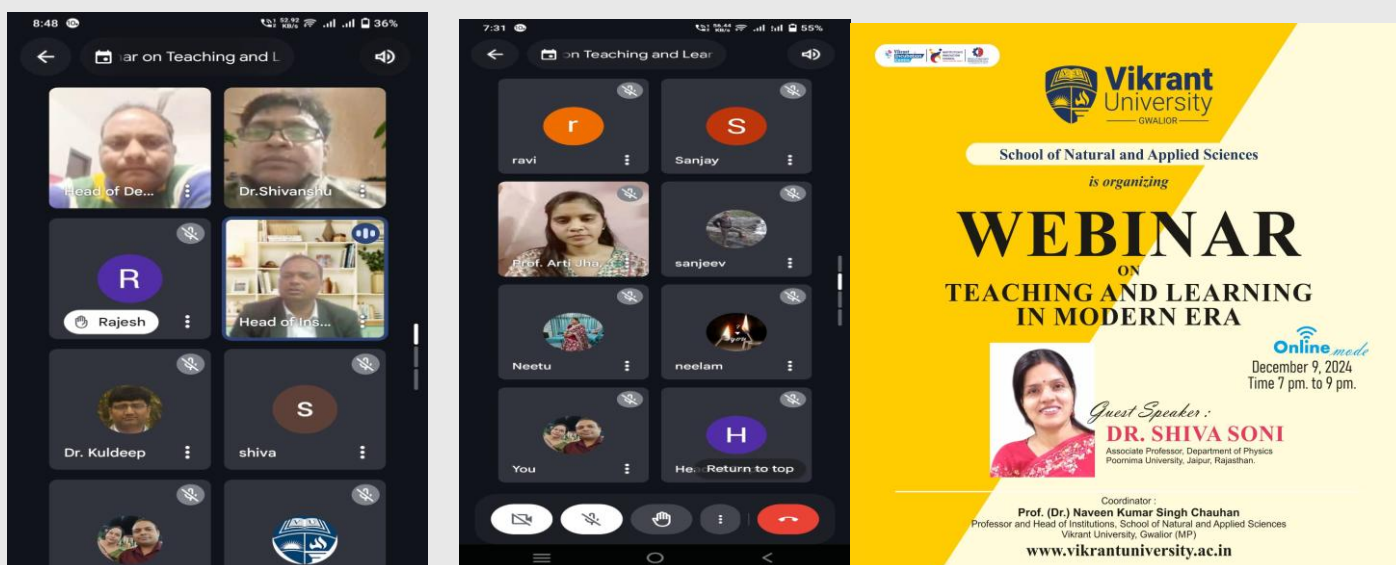 8:48
52.92 KB/s
36%
ar on Teaching and L
Head of De...
Dr.Shivanshu
R
Rajesh
Head of Ins...
S
Dr. Kuldeep
shiva
7:31
55%
on Teaching and Lear
r
S
ravi
Sanjay
Prof. Arti Jha,
sanjeev
Neetu
neelam
H
You
He
Return to top
Vikrant
University
GWALIOR
School of Natural and Applied Sciences
is organizing
WEBINAR
ON
TEACHING AND LEARNING
IN MODERN ERA
Online mode
December 9, 2024
Time 7 pm. to 9 pm.
Guest Speaker :
DR. SHIVA SONI
Associate Professor, Department of Physics
Poornima University, Jaipur, Rajasthan.
Coordinator :
Prof. (Dr.) Naveen Kumar Singh Chauhan
Professor and Head of Institutions, School of Natural and Applied Sciences
Vikrant University, Gwalior (MP)
www.vikrantuniversity.ac.in